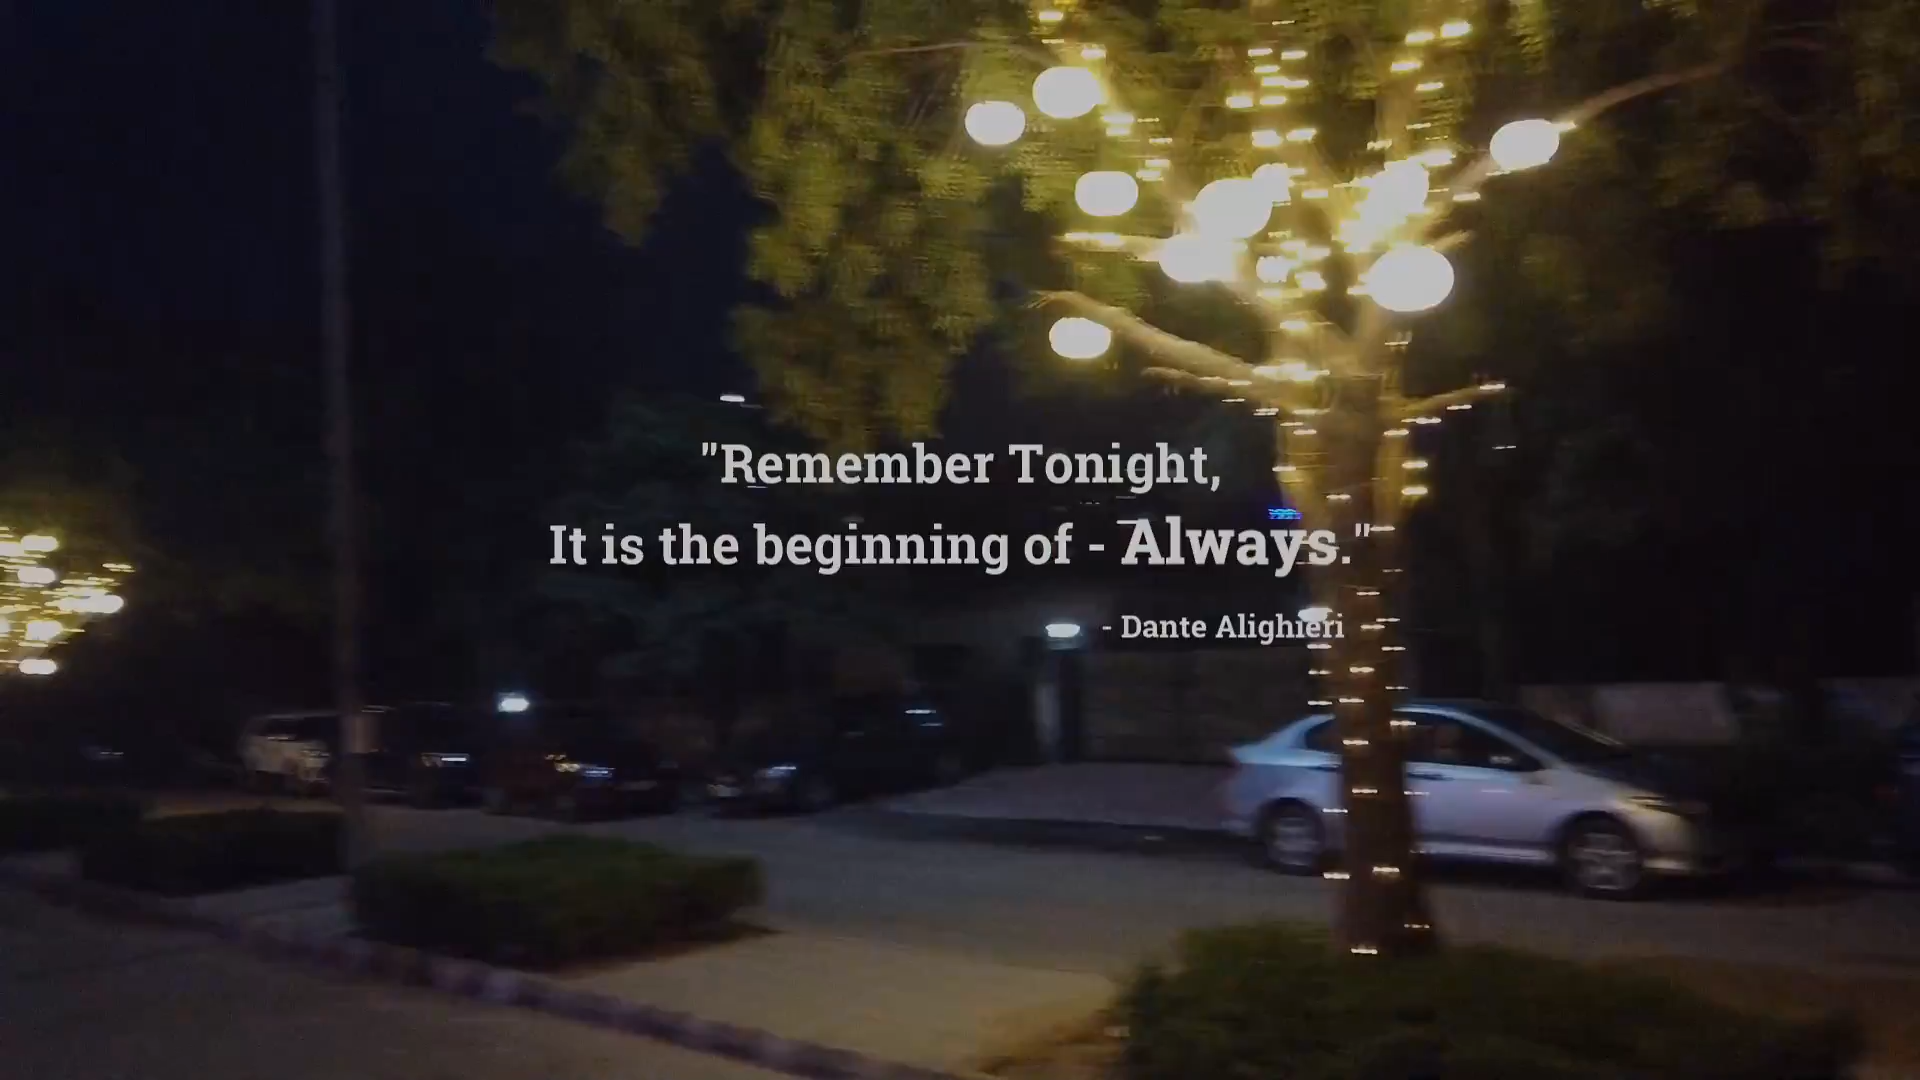 "Remember Tonight,
It is the beginning of - Always."
- Dante Alighieri